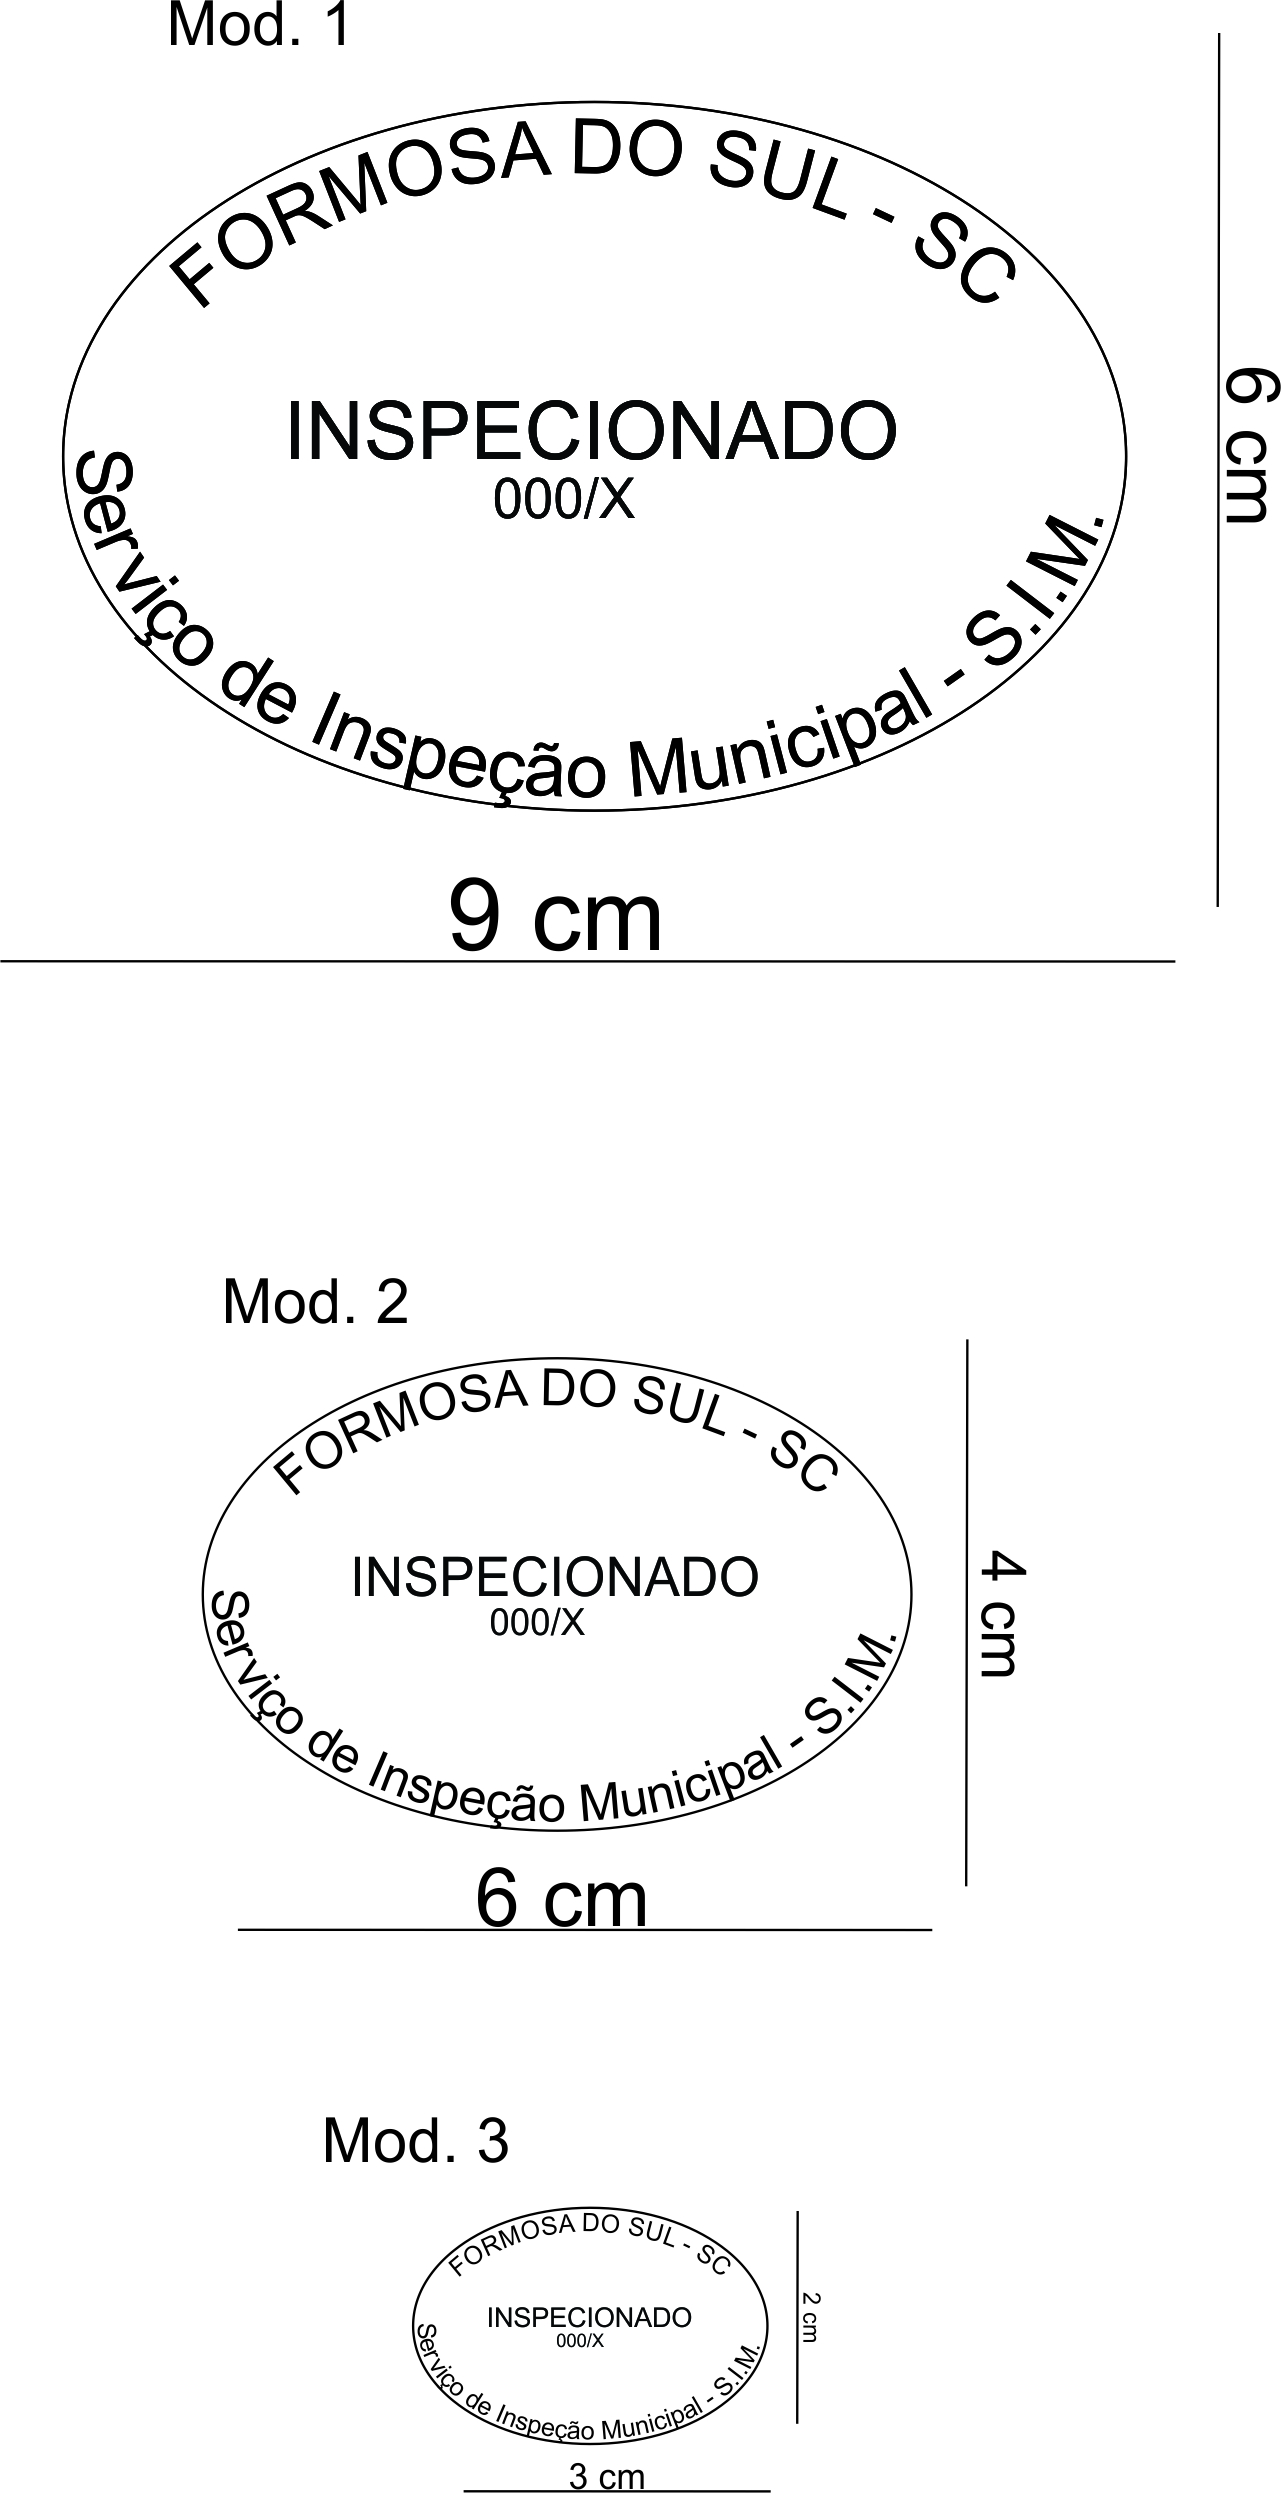 Mod. 1
FORMOSA DO SUL - SC
INSPECIONADO
000/X
Serviço de Inspeção Municipal - S.I.M.
6 cm
9 cm
Mod. 2
FORMOSA DO SUL - SC
INSPECIONADO
000/X
Serviço de Inspeção Municipal - S.I.M.
4 cm
6 cm
Mod. 3
FORMOSA DO SUL - SC
INSPECIONADO
000/X
Serviço de Inspeção Municipal - S.I.M.
2 cm
3 cm